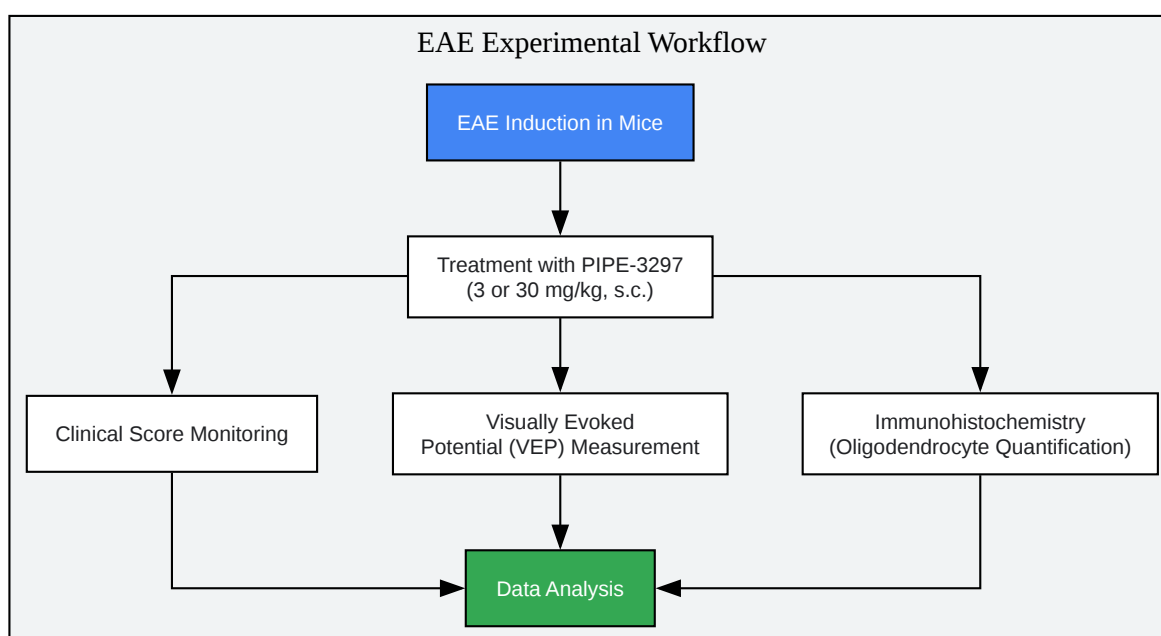 EAE Experimental Workflow
EAE Induction in Mice
Treatment with PIPE-3297
(3 or 30 mg/kg, s.c.)
Clinical Score Monitoring
Visually Evoked
Potential (VEP) Measurement
Immunohistochemistry
(Oligodendrocyte Quantification)
Data Analysis